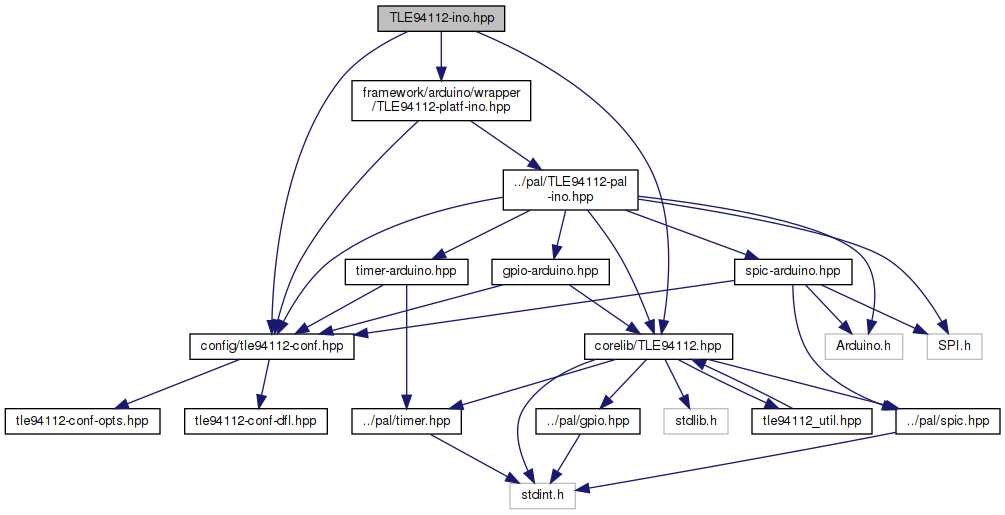 TLE94112-ino.hpp
framework/arduino/wrapper
/TLE94112-platf-ino.hpp
../pal/TLE94112-pal
-ino.hpp
timer-arduino.hpp
gpio-arduino.hpp
spic-arduino.hpp
config/tle94112-conf.hpp
corelib/TLE94112.hpp
Arduino.h
SPI.h
tle94112-conf-opts.hpp
tle94112-conf-dfl.hpp
../pal/timer.hpp
../pal/gpio.hpp
stdlib.h
tle94112_util.hpp
../pal/spic.hpp
stdint.h